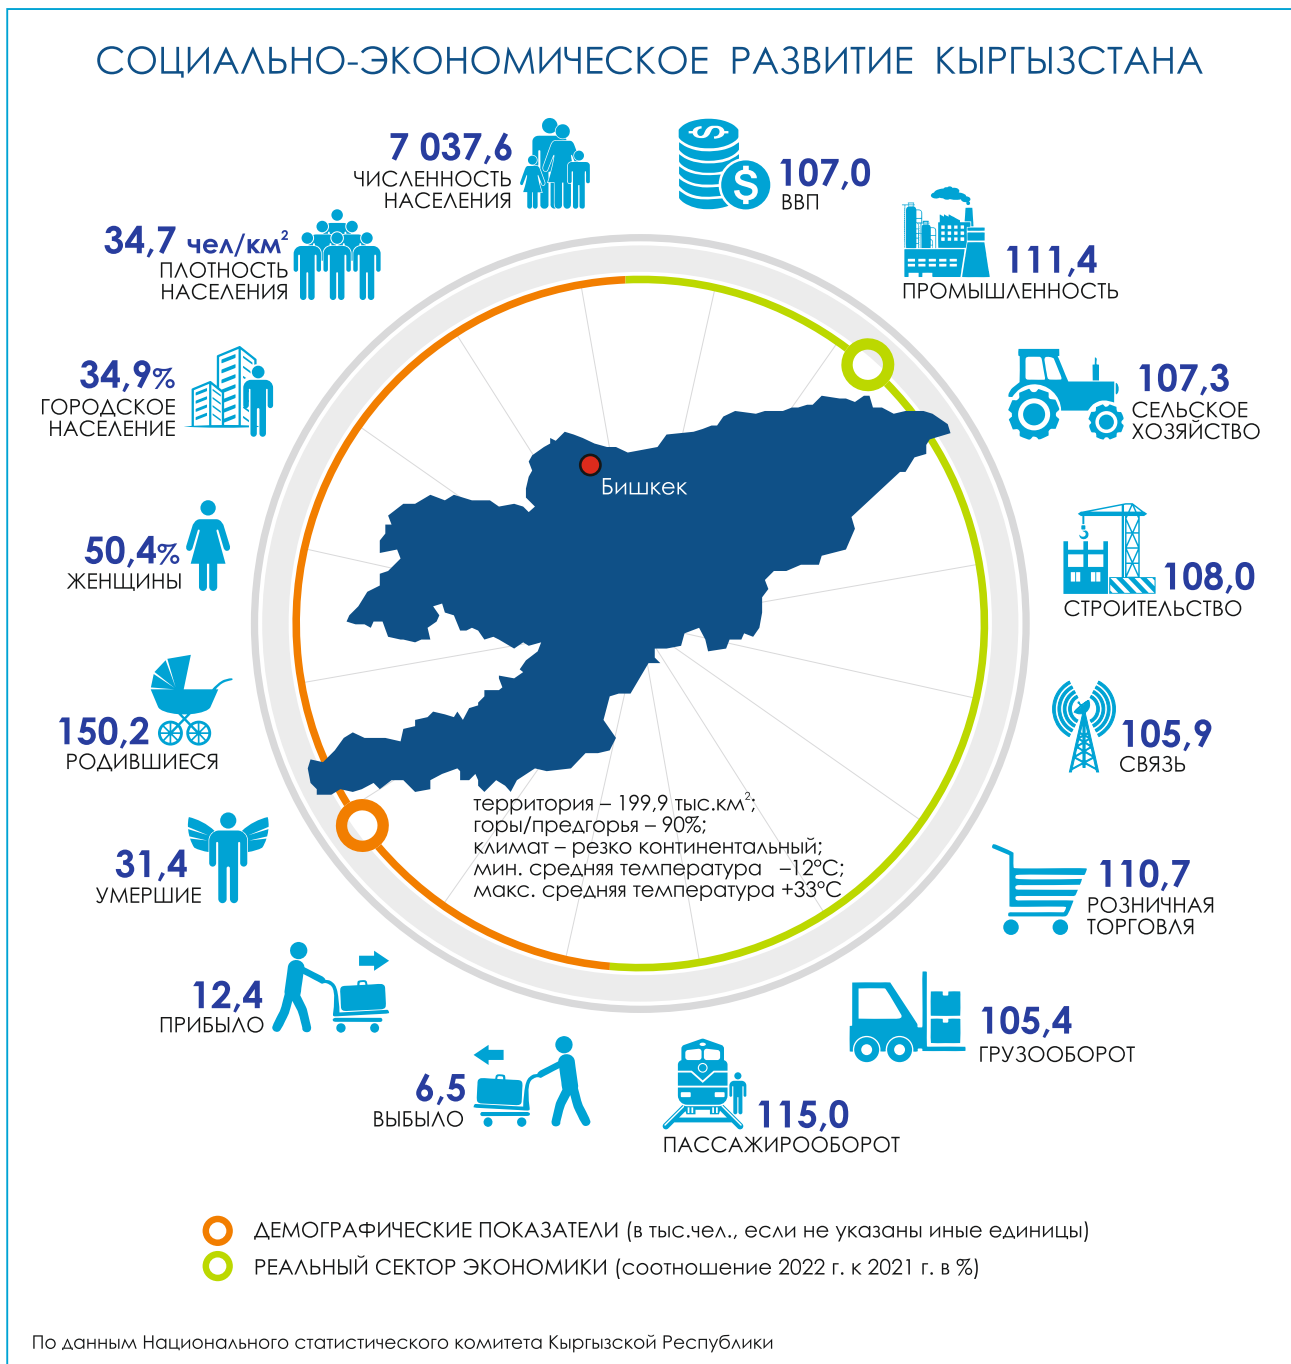 СОЦИАЛЬНО-ЭКОНОМИЧЕСКОЕ РАЗВИТИЕ КЫРГЫЗСТАНА
7 037,6
ЧИСЛЕННОСТЬ
НАСЕЛЕНИЯ
34,7 чел/км²
ПЛОТНОСТЬ
НАСЕЛЕНИЯ
34,9%
ГОРОДСКОЕ
НАСЕЛЕНИЕ
50,4%
ЖЕНЩИНЫ
150,2
РОДИВШИЕСЯ
31,4
УМЕРШИЕ
12,4
ПРИБЫЛО
6,5
ВЫБЫЛО
107,0
ВВП
111,4
ПРОМЫШЛЕННОСТЬ
107,3
СЕЛЬСКОЕ
ХОЗЯЙСТВО
108,0
СТРОИТЕЛЬСТВО
105,9
СВЯЗЬ
110,7
РОЗНИЧНАЯ
ТОРГОВЛЯ
105,4
ГРУЗООБОРОТ
115,0
ПАССАЖИРООБОРОТ
Бишкек
территория – 199,9 тыс.км²;
горы/предгорья – 90%;
климат – резко континентальный;
мин. средняя температура –12°С;
макс. средняя температура +33°С
ДЕМОГРАФИЧЕСКИЕ ПОКАЗАТЕЛИ (в тыс.чел., если не указаны иные единицы)
РЕАЛЬНЫЙ СЕКТОР ЭКОНОМИКИ (соотношение 2022 г. к 2021 г. в %)
По данным Национального статистического комитета Кыргызской Республики